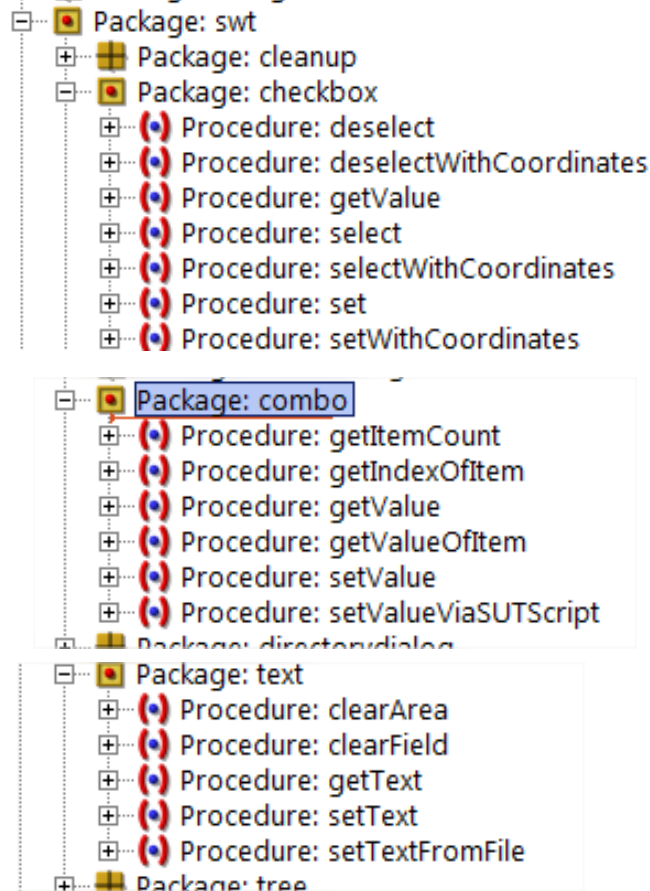 Package: swt
Package: cleanup
Package: checkbox
Procedure: deselect
Procedure: deselectWithCoordinates
Procedure: getValue
Procedure: select
Procedure: selectWithCoordinates
Procedure: set
Procedure: setWithCoordinates
Package: combo
Procedure: getItemCount
Procedure: getIndexOfItem
Procedure: getValue
Procedure: getValueOfItem
Procedure: setValue
Procedure: setValueViaSUTScript
Package: directorydialog
Package: text
Procedure: clearArea
Procedure: clearField
Procedure: getText
Procedure: setText
Procedure: setTextFromFile
Package: tree